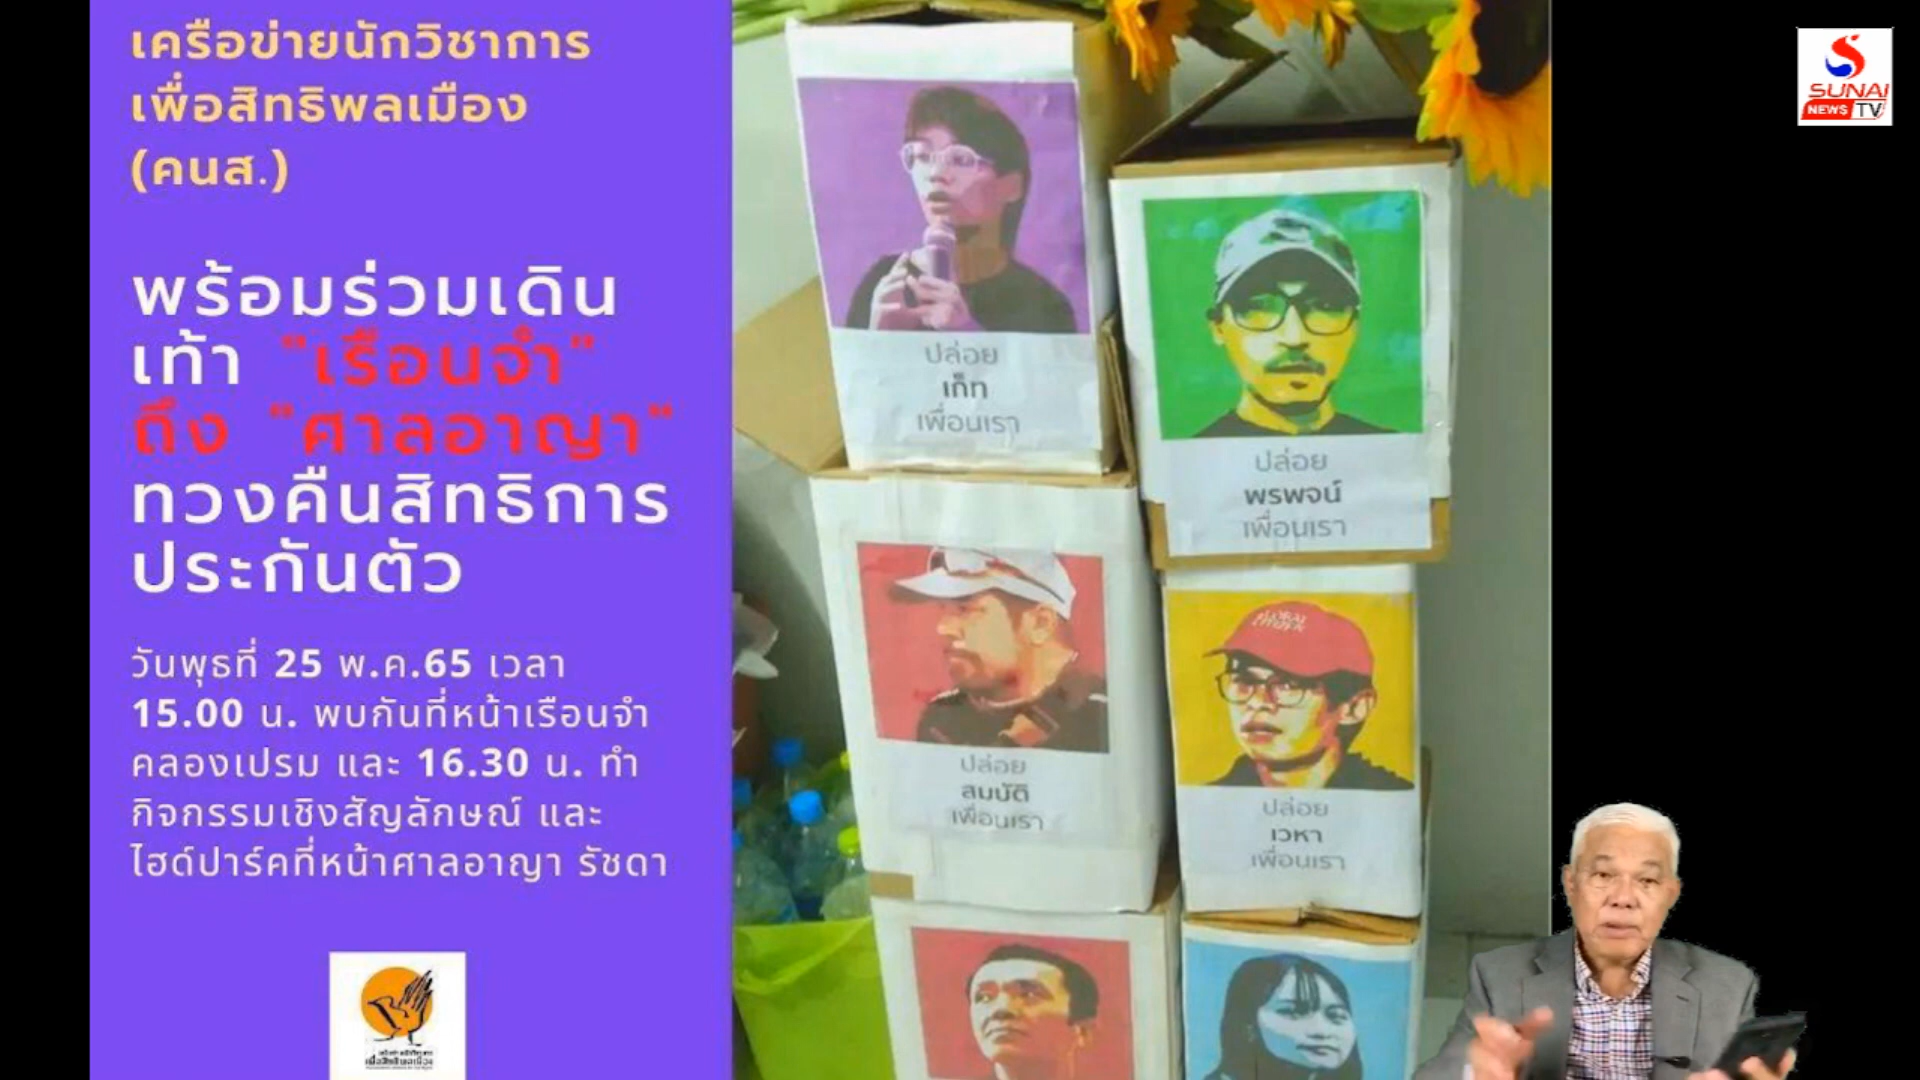 เครือข่ายนักวิชาการ
เพื่อสิทธิพลเมือง
(คนส.)
พร้อมร่วมเดิน
เท้า "เรือนจำ"
ถึง "ศาลอาญา"
ทวงคืนสิทธิการ
ประกันตัว
วันพุธที่ 25 พ.ค.65 เวลา
15.00 น. พบกันที่หน้าเรือนจำ
คลองเปรม และ 16.30 น. ทำ
กิจกรรมเชิงสัญลักษณ์ และ
ไฮด์ปาร์คที่หน้าศาลอาญา รัชดา
ปล่อย
เก็ท
เพื่อนเรา
ปล่อย
พรพจน์
เพื่อนเรา
ปล่อย
สมบัติ
เพื่อนเรา
ปล่อย
เวหา
เพื่อนเรา
SUNAI
NEWS TV